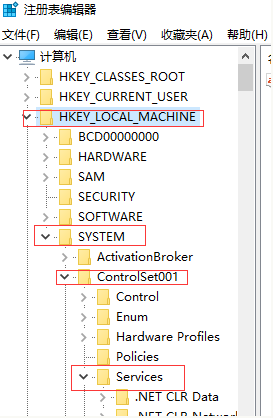 注册表编辑器
文件(F) 编辑(E) 查看(V) 收藏夹(A) 帮助(H)
计算机
HKEY_CLASSES_ROOT
HKEY_CURRENT_USER
HKEY_LOCAL_MACHINE
BCD00000000
HARDWARE
SAM
SECURITY
SOFTWARE
SYSTEM
ActivationBroker
ControlSet001
Control
Enum
Hardware Profiles
Policies
Services
.NET CLR Data